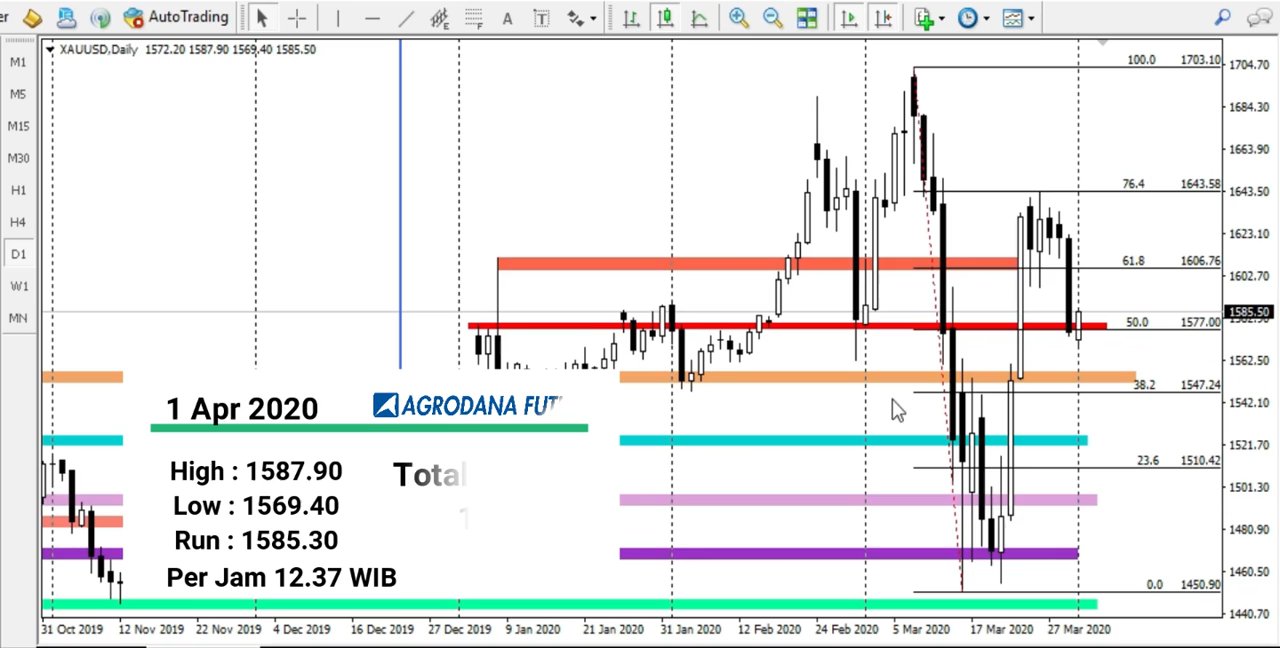 er AutoTrading
A T
E F
M1
M5
M15
M30
H1
H4
D1
W1
MN
XAUUSD,Daily 1572.20 1587.90 1569.40 1585.50
100.0 1703.10
76.4 1643.58
61.8 1606.76
50.0 1577.00
38.2 1547.24
23.6 1510.42
0.0 1450.90
1704.70
1684.30
1663.90
1643.50
1623.10
1602.70
1585.50
1562.50
1542.10
1521.70
1501.30
1480.90
1460.50
1440.70
1 Apr 2020
AGRODANA FUT
High : 1587.90
Low : 1569.40
Run : 1585.30
Per Jam 12.37 WIB
Total
1
31 Oct 2019 12 Nov 2019 22 Nov 2019 4 Dec 2019 16 Dec 2019 27 Dec 2019 9 Jan 2020 21 Jan 2020 31 Jan 2020 12 Feb 2020 24 Feb 2020 5 Mar 2020 17 Mar 2020 27 Mar 2020